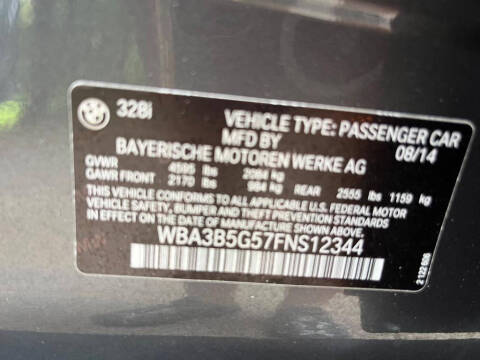 328i
VEHICLE TYPE: PASSENGER CAR
MFD BY 08/14
BAYERISCHE MOTOREN WERKE AG
GVWR 4595 lbs 2084 kg
GAWR FRONT 2170 lbs 984 kg REAR 2555 lbs 1159 kg
THIS VEHICLE CONFORMS TO ALL APPLICABLE U.S. FEDERAL MOTOR
VEHICLE SAFETY, BUMPER, AND THEFT PREVENTION STANDARDS IN EFFECT
ON THE DATE OF MANUFACTURE SHOWN ABOVE.
WBA3B5G57FNS12344